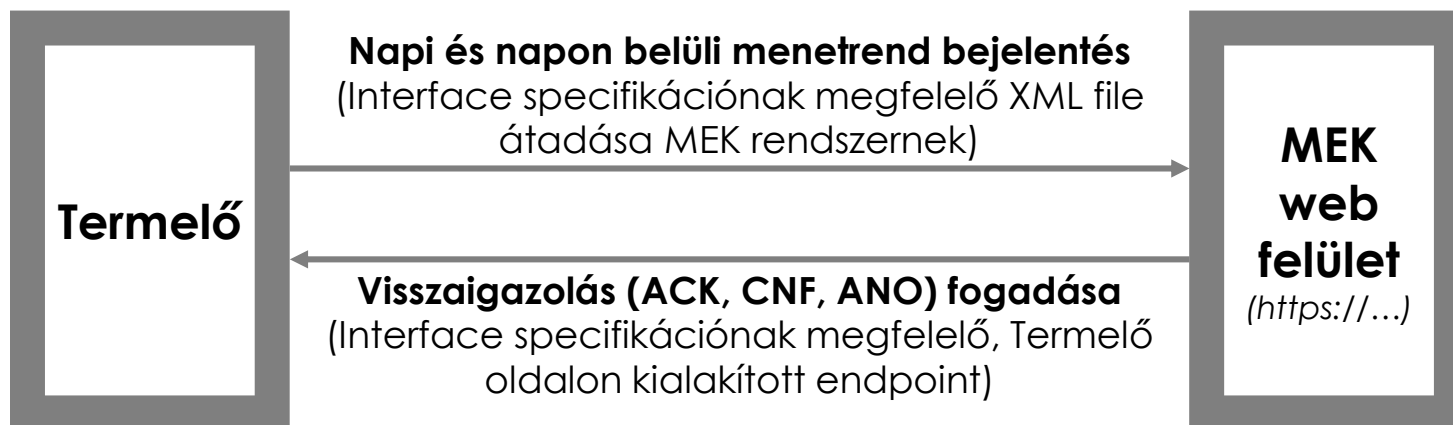 Termelő
Napi és napon belüli menetrend bejelentés
(Interface specifikációnak megfelelő XML file
átadása MEK rendszernek)
Visszaigazolás (ACK, CNF, ANO) fogadása
(Interface specifikációnak megfelelő, Termelő
oldalon kialakított endpoint)
MEK
web
felület
(https://...)